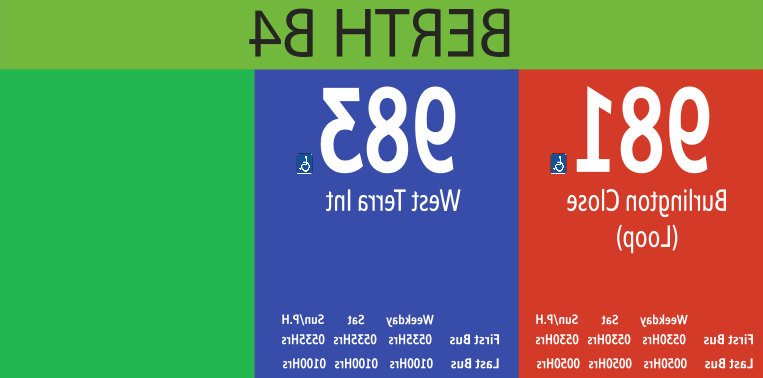 BERTH B4
981
Burlington Close
(Loop)
Weekday Sat Sun/P.H
First Bus 0530Hrs 0530Hrs 0530Hrs
Last Bus 0050Hrs 0050Hrs 0050Hrs
983
West Terra Int
Weekday Sat Sun/P.H
First Bus 0535Hrs 0535Hrs 0535Hrs
Last Bus 0100Hrs 0100Hrs 0100Hrs